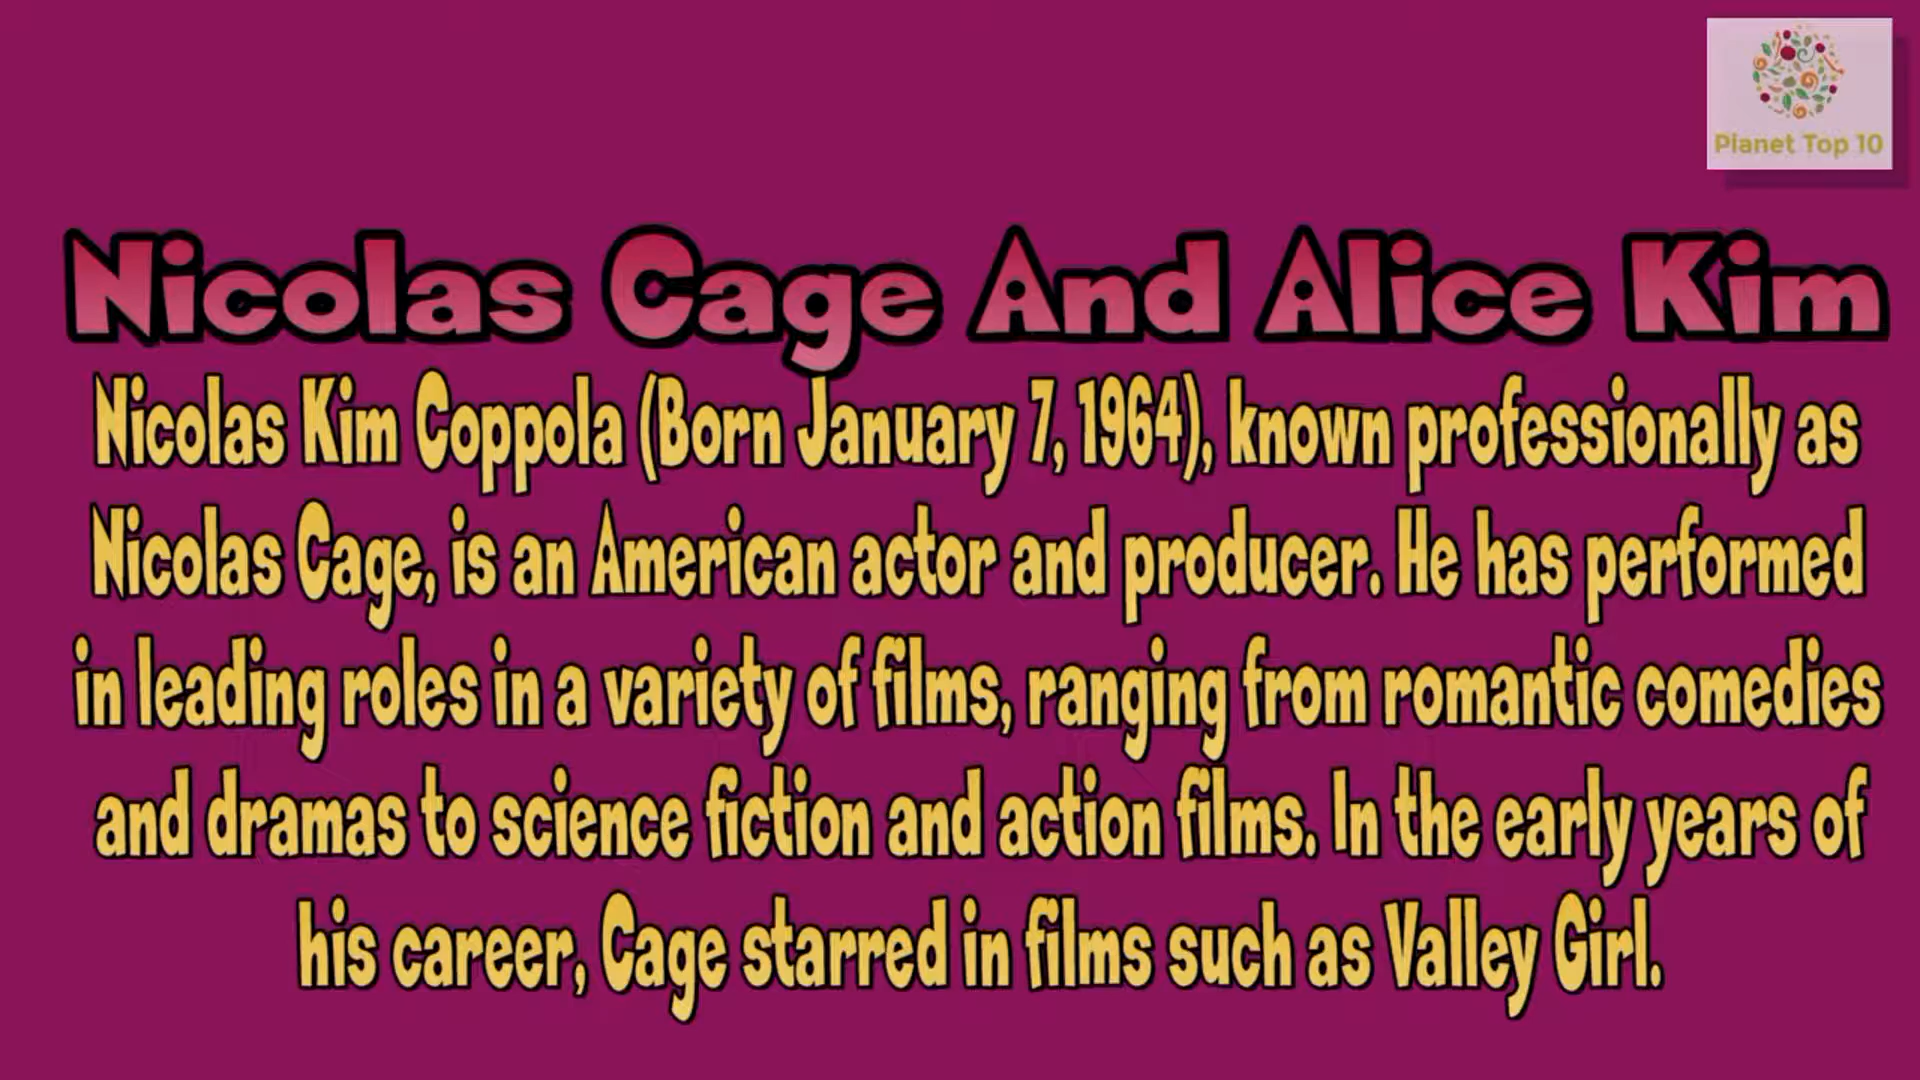 Planet Top 10
Nicolas Cage And Alice Kim
Nicolas Kim Coppola (Born January 7, 1964), known professionally as
Nicolas Cage, is an American actor and producer. He has performed
in leading roles in a variety of films, ranging from romantic comedies
and dramas to science fiction and action films. In the early years of
his career, Cage starred in films such as Valley Girl.